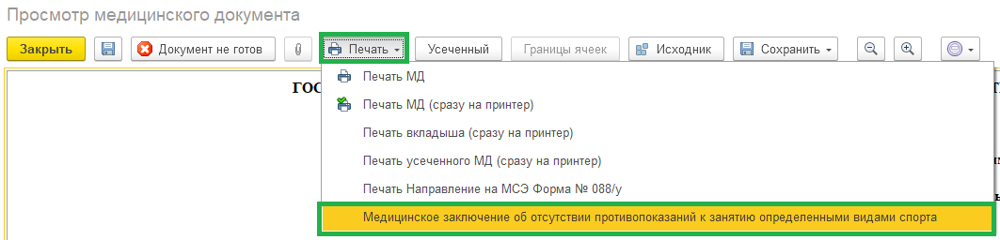 Просмотр медицинского документа
Закрыть Документ не готов Печать Усеченный Границы ячеек Исходник Сохранить
ГОС
Печать МД
Печать МД (сразу на принтер)
Печать вкладыша (сразу на принтер)
Печать усеченного МД (сразу на принтер)
Печать Направление на МСЭ Форма № 088/у
Медицинское заключение об отсутствии противопоказаний к занятию определенными видами спорта